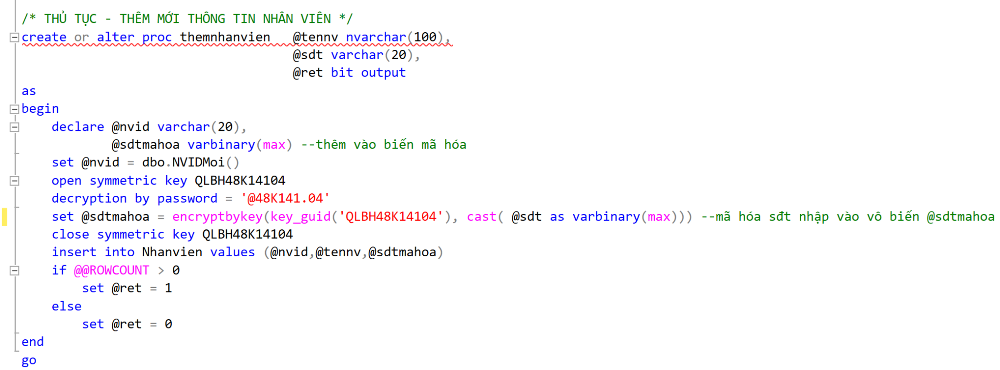 /* THỦ TỤC - THÊM MỚI THÔNG TIN NHÂN VIÊN */
create or alter proc themnhanvien   @tennv nvarchar(100),
                                    @sdt varchar(20),
                                    @ret bit output
as
begin
    declare @nvid varchar(20),
            @sdtmahoa varbinary(max) --thêm vào biến mã hóa
    set @nvid = dbo.NVIDMoi()
    open symmetric key QLBH48K14104
    decryption by password = '@48K141.04'
    set @sdtmahoa = encryptbykey(key_guid('QLBH48K14104'), cast( @sdt as varbinary(max))) --mã hóa sđt nhập vào vô biến @sdtmahoa
    close symmetric key QLBH48K14104
    insert into Nhanvien values (@nvid,@tennv,@sdtmahoa)
    if @@ROWCOUNT > 0
        set @ret = 1
    else
        set @ret = 0
end
go